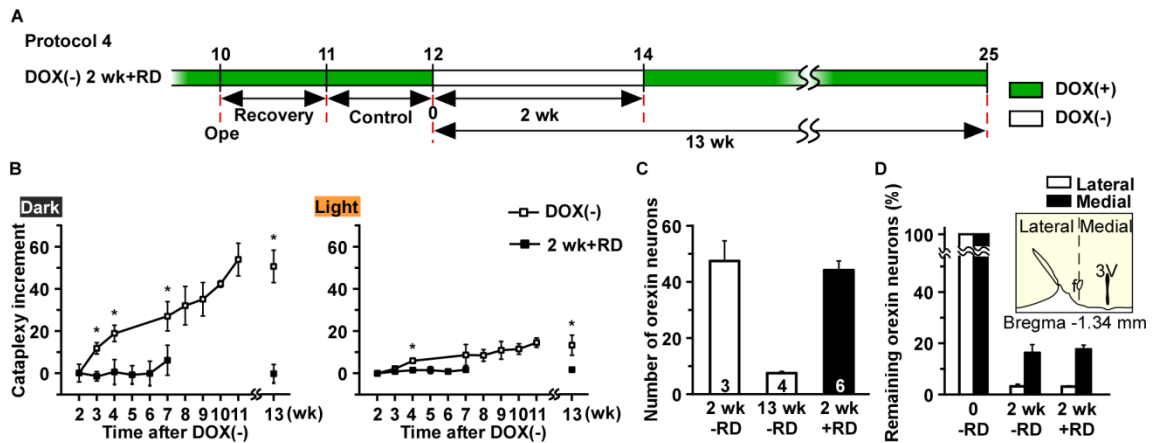 A
Protocol 4
10 11 12 14 25
DOX(-) 2 wk+RD
Recovery Control 0 2 wk
Ope
13 wk
DOX(+)
DOX(-)
B
Dark
Cataplexy increment
60
40
20
0
* * * *
2 3 4 5 6 7 8 9 1011 13 (wk)
Time after DOX(-)
Light
DOX(-)
2 wk+RD
60
40
20
0
* *
2 3 4 5 6 7 8 9 1011 13 (wk)
Time after DOX(-)
C
Number of orexin neurons
60
40
20
0
3 4 6
2 wk 13 wk 2 wk
-RD -RD +RD
D
Remaining orexin neurons (%)
Lateral
Medial
100
40
20
0
Lateral Medial
f 3V
Bregma -1.34 mm
0 2 wk 2 wk
-RD -RD +RD